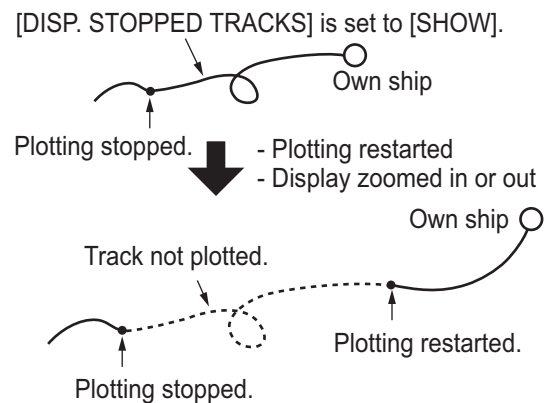 [DISP. STOPPED TRACKS] is set to [SHOW].
Own ship
Plotting stopped.
- Plotting restarted
- Display zoomed in or out
Own ship
Track not plotted.
Plotting restarted.
Plotting stopped.